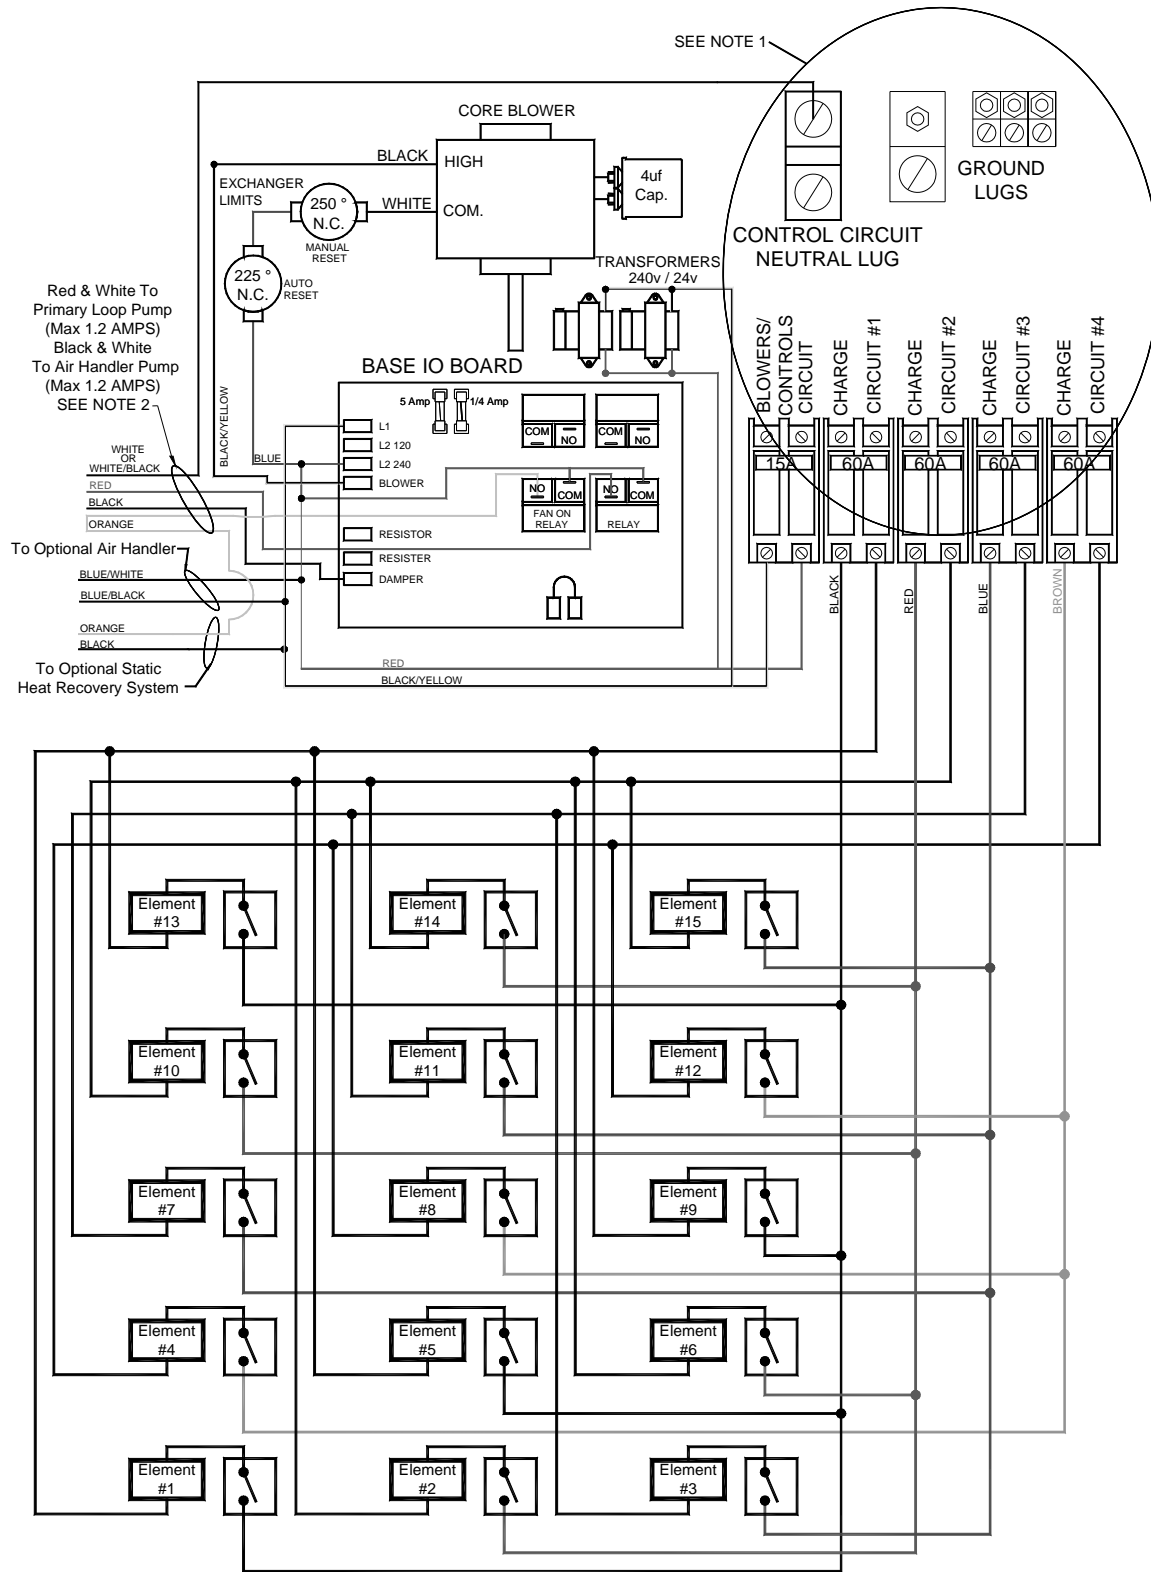 SEE NOTE 1
CORE BLOWER
BLACK
HIGH
EXCHANGER
LIMITS
250 °
N.C.
WHITE
COM.
MANUAL
RESET
4uf
Cap.
GROUND
LUGS
CONTROL CIRCUIT
NEUTRAL LUG
225 °
N.C.
AUTO
RESET
TRANSFORMERS
240v / 24v
Red & White To
Primary Loop Pump
(Max 1.2 AMPS)
Black & White
To Air Handler Pump
(Max 1.2 AMPS)
SEE NOTE 2
BLACK/YELLOW
BLUE
BASE IO BOARD
5 Amp
1/4 Amp
L1
L2 120
L2 240
BLOWER
RESISTOR
RESISTER
DAMPER
COM
NO
COM
NO
NO
COM
FAN ON
RELAY
NO
COM
RELAY
BLOWERS/
CONTROLS
CIRCUIT
CHARGE
CIRCUIT #1
CHARGE
CIRCUIT #2
CHARGE
CIRCUIT #3
CHARGE
CIRCUIT #4
15A
60A
60A
60A
60A
WHITE
OR
WHITE/BLACK
RED
BLACK
ORANGE
To Optional Air Handler
BLUE/WHITE
BLUE/BLACK
ORANGE
BLACK
To Optional Static
Heat Recovery System
RED
BLACK/YELLOW
BLACK
RED
BLUE
BROWN
Element
#13
Element
#14
Element
#15
Element
#10
Element
#11
Element
#12
Element
#7
Element
#8
Element
#9
Element
#4
Element
#5
Element
#6
Element
#1
Element
#2
Element
#3